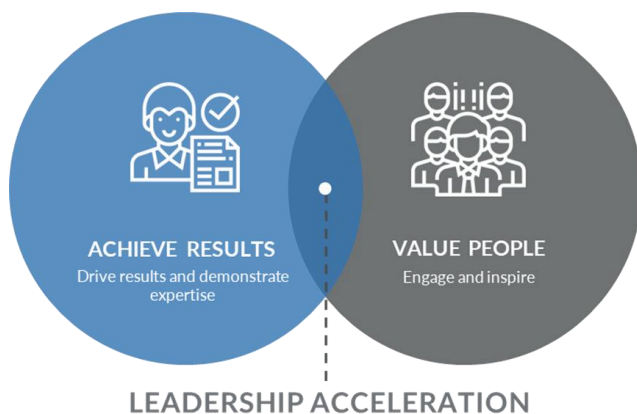 ACHIEVE RESULTS
Drive results and demonstrate
expertise
VALUE PEOPLE
Engage and inspire
LEADERSHIP ACCELERATION